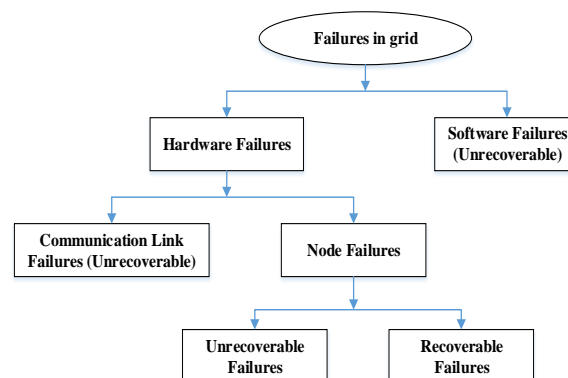 Failures in grid
Hardware Failures
Software Failures
(Unrecoverable)
Communication Link
Failures (Unrecoverable)
Node Failures
Unrecoverable
Failures
Recoverable
Failures